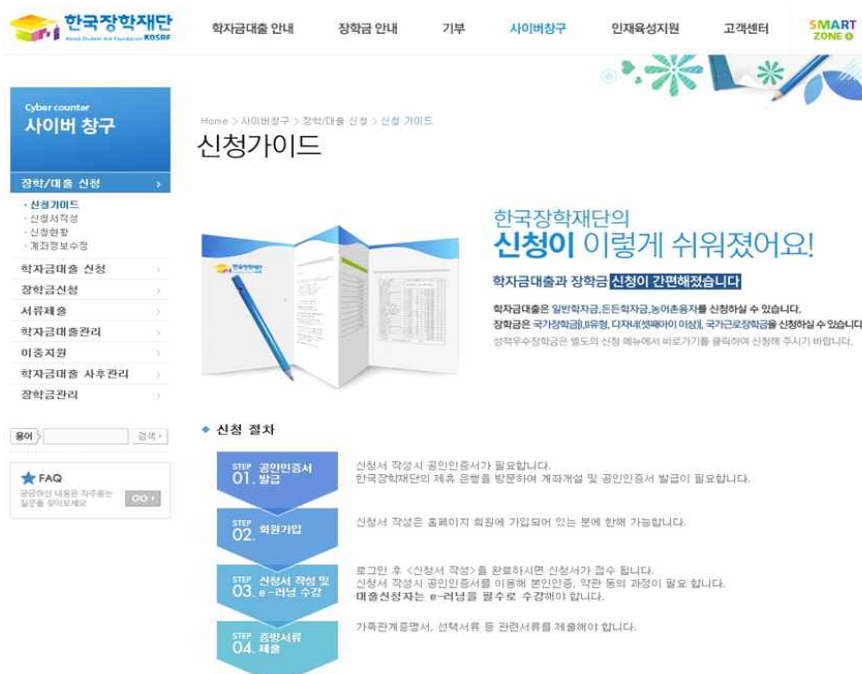 한국장학재단
Korea Student Aid Foundation KOSAF
학자금대출 안내
장학금 안내
기부
사이버창구
인재육성지원
고객센터
SMART
ZONE
Cyber counter
사이버 창구
장학/대출 신청
· 신청가이드
· 신청서작성
· 신청현황
· 계좌정보수정
학자금대출 신청
장학금신청
서류제출
학자금대출관리
이중지원
학자금대출 사후관리
장학금관리
용어
검색
FAQ
궁금하신 내용은 자주묻는
질문을 찾아보세요
GO
Home > 사이버창구 > 장학/대출 신청 > 신청 가이드
신청가이드
한국장학재단
한국장학재단의
신청이 이렇게 쉬워졌어요!
학자금대출과 장학금 신청이 간편해졌습니다
학자금대출은 일반학자금,든든학자금,농어촌융자를 신청하실 수 있습니다.
장학금은 국가장학금I,II유형, 다자녀(셋째아이 이상), 국가근로장학금을 신청하실 수 있습니다
성적우수장학금은 별도의 신청 메뉴에서 바로가기를 클릭하여 신청해 주시기 바랍니다.
신청 절차
STEP 01. 공인인증서 발급
신청서 작성시 공인인증서가 필요합니다.
한국장학재단의 제휴 은행을 방문하여 계좌개설 및 공인인증서 발급이 필요합니다.
STEP 02. 회원가입
신청서 작성은 홈페이지 회원에 가입되어 있는 분에 한해 가능합니다.
STEP 03. 신청서 작성 및 e-러닝 수강
로그인 후 <신청서 작성>을 완료하시면 신청서가 접수 됩니다.
신청서 작성시 공인인증서를 이용해 본인인증, 약관 동의 과정이 필요 합니다.
대출신청자는 e-러닝을 필수로 수강해야 합니다.
STEP 04. 증빙서류 제출
가족관계증명서, 선택서류 등 관련서류를 제출해야 합니다.